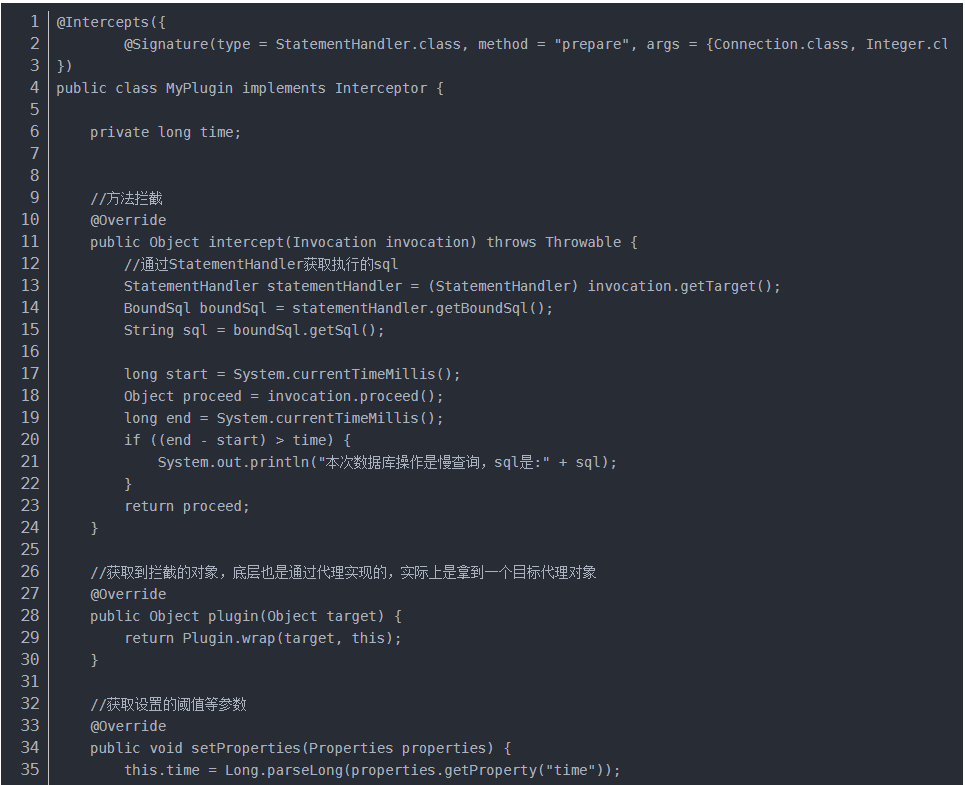 1 @Intercepts({
2         @Signature(type = StatementHandler.class, method = "prepare", args = {Connection.class, Integer.cl
3 })
4 public class MyPlugin implements Interceptor {
5
6     private long time;
7
8
9     //方法拦截
10     @Override
11     public Object intercept(Invocation invocation) throws Throwable {
12         //通过StatementHandler获取执行的sql
13         StatementHandler statementHandler = (StatementHandler) invocation.getTarget();
14         BoundSql boundSql = statementHandler.getBoundSql();
15         String sql = boundSql.getSql();
16
17         long start = System.currentTimeMillis();
18         Object proceed = invocation.proceed();
19         long end = System.currentTimeMillis();
20         if ((end - start) > time) {
21             System.out.println("本次数据库操作是慢查询，sql是:" + sql);
22         }
23         return proceed;
24     }
25
26     //获取到拦截的对象，底层也是通过代理实现的，实际上是拿到一个目标代理对象
27     @Override
28     public Object plugin(Object target) {
29         return Plugin.wrap(target, this);
30     }
31
32     //获取设置的阈值等参数
33     @Override
34     public void setProperties(Properties properties) {
35         this.time = Long.parseLong(properties.getProperty("time"));